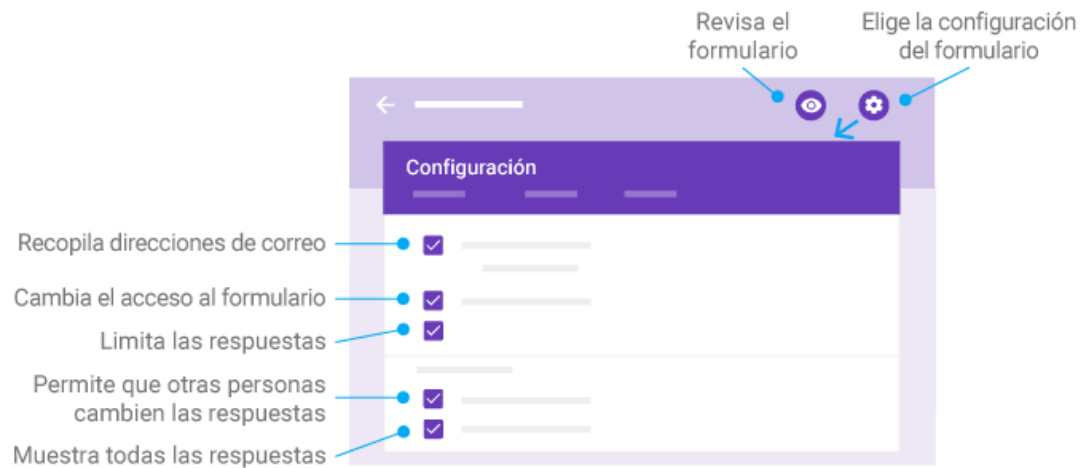 Revisa el
formulario
Elige la configuración
del formulario
Configuración
Recopila direcciones de correo
Cambia el acceso al formulario
Limita las respuestas
Permite que otras personas
cambien las respuestas
Muestra todas las respuestas